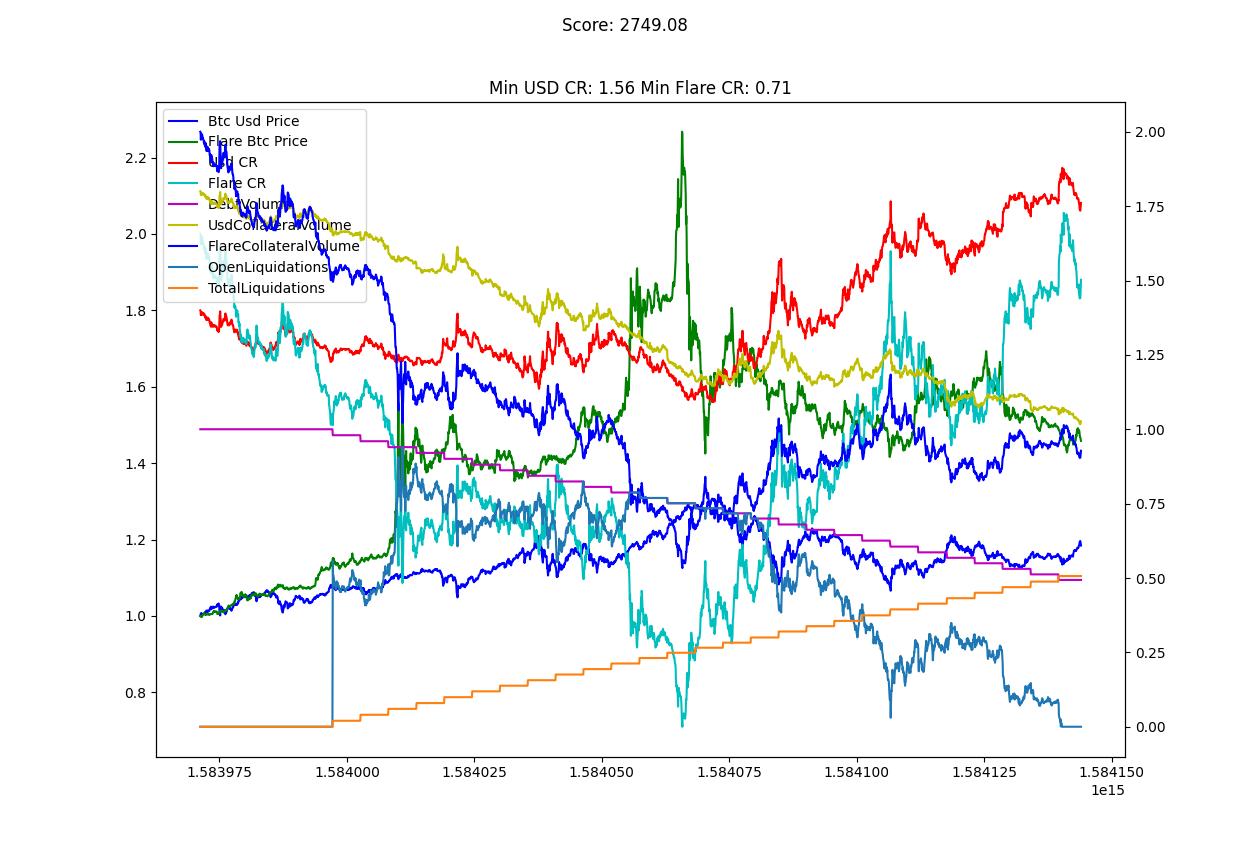 Score: 2749.08
Min USD CR: 1.56 Min Flare CR: 0.71
Btc Usd Price
Flare Btc Price
Usd CR
Flare CR
DebtVolume
UsdCollateralVolume
FlareCollateralVolume
OpenLiquidations
TotalLiquidations
2.2
2.0
1.8
1.6
1.4
1.2
1.0
0.8
2.00
1.75
1.50
1.25
1.00
0.75
0.50
0.25
0.00
1.583975
1.584000
1.584025
1.584050
1.584075
1.584100
1.584125
1.584150
1e15